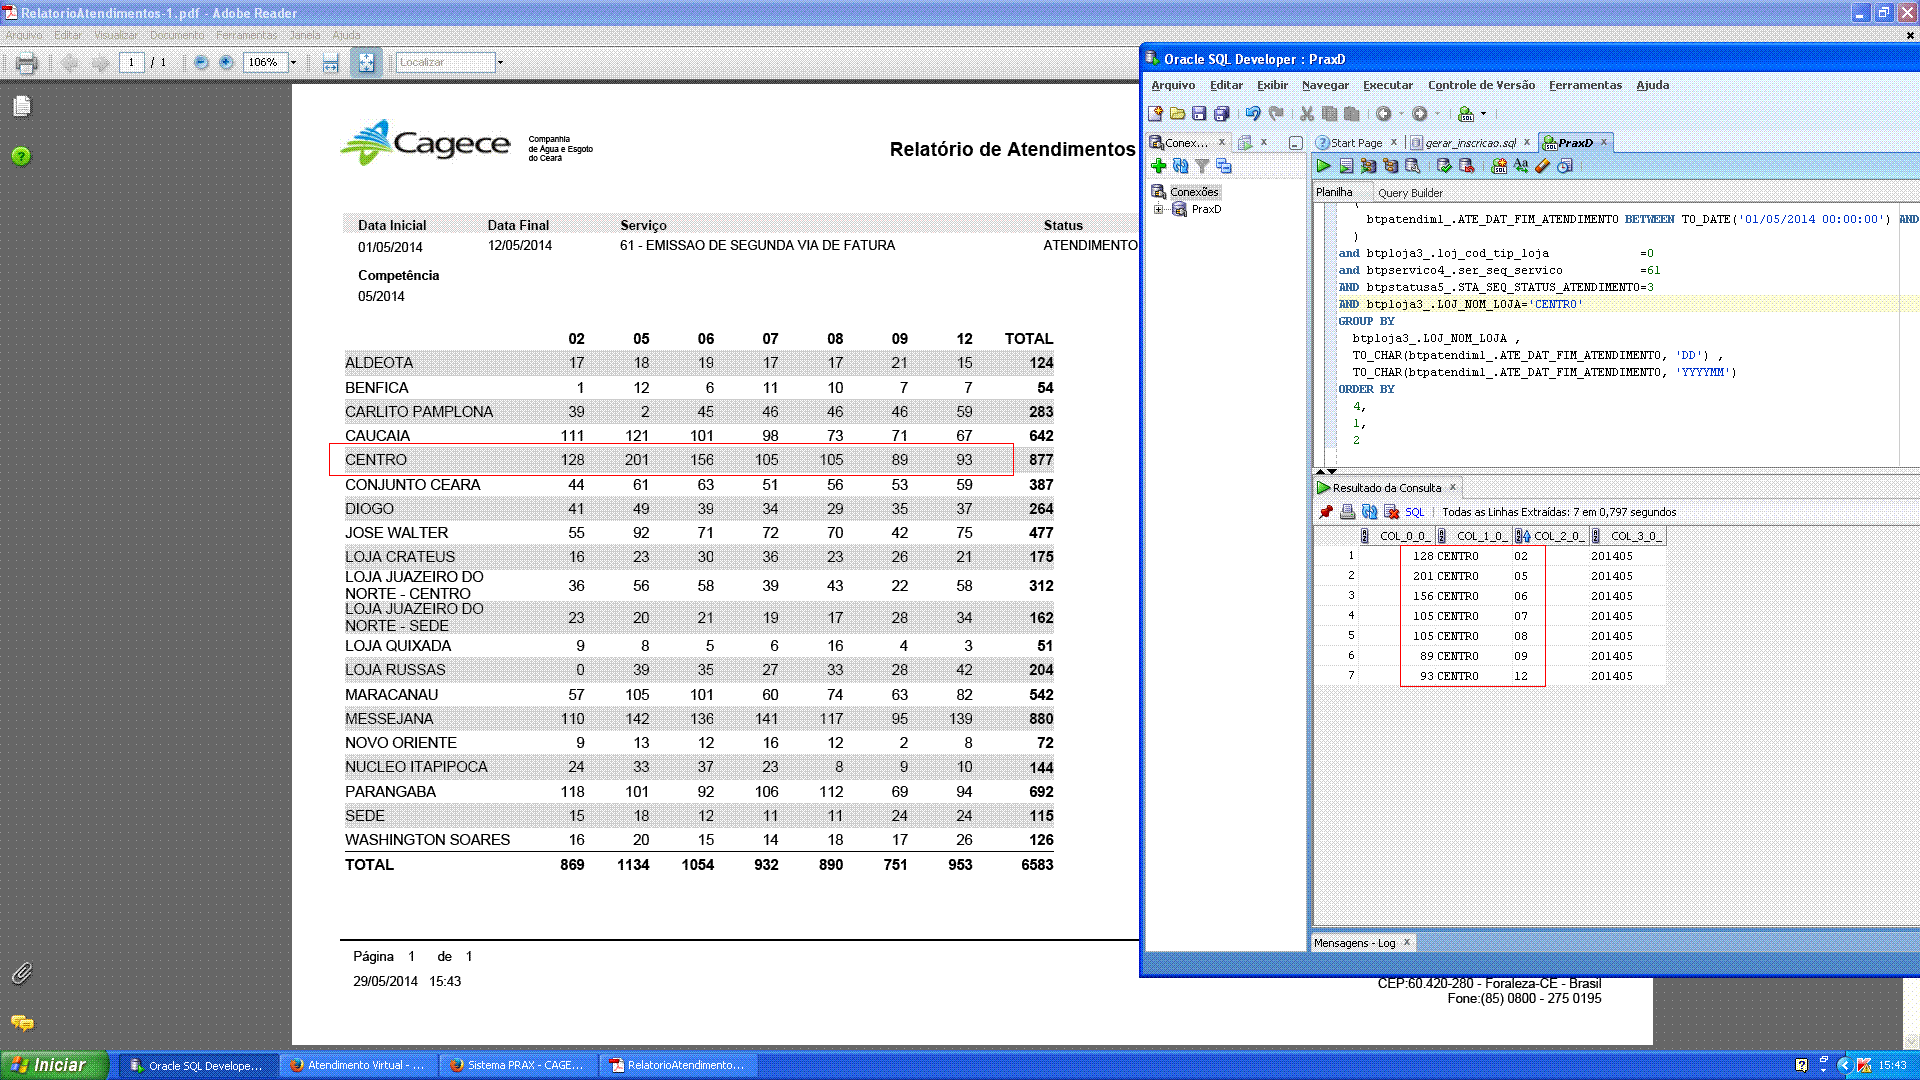 RelatorioAtendimentos-1.pdf - Adobe Reader
Arquivo Editar Visualizar Documento Ferramentas Janela Ajuda
1 / 1 106% Localizar
Cagece
Companhia
de Água e Esgoto
do Ceará
Relatório de Atendimentos
Data Inicial Data Final Serviço Status
01/05/2014 12/05/2014 61 - EMISSAO DE SEGUNDA VIA DE FATURA ATENDIMENTO
Competência
05/2014
02 05 06 07 08 09 12 TOTAL
ALDEOTA 17 18 19 17 17 21 15 124
BENFICA 1 12 6 11 10 7 7 54
CARLITO PAMPLONA 39 2 45 46 46 46 59 283
CAUCAIA 111 121 101 98 73 71 67 642
CENTRO 128 201 156 105 105 89 93 877
CONJUNTO CEARA 44 61 63 51 56 53 59 387
DIOGO 41 49 39 34 29 35 37 264
JOSE WALTER 55 92 71 72 70 42 75 477
LOJA CRATEUS 16 23 30 36 23 26 21 175
LOJA JUAZEIRO DO
NORTE - CENTRO 36 56 58 39 43 22 58 312
LOJA JUAZEIRO DO
NORTE - SEDE 23 20 21 19 17 28 34 162
LOJA QUIXADA 9 8 5 6 16 4 3 51
LOJA RUSSAS 0 39 35 27 33 28 42 204
MARACANAU 57 105 101 60 74 63 82 542
MESSEJANA 110 142 136 141 117 95 139 880
NOVO ORIENTE 9 13 12 16 12 2 8 72
NUCLEO ITAPIPOCA 24 33 37 23 8 9 10 144
PARANGABA 118 101 92 106 112 69 94 692
SEDE 15 18 12 11 11 24 24 115
WASHINGTON SOARES 16 20 15 14 18 17 26 126
TOTAL 869 1134 1054 932 890 751 953 6583
Página 1 de 1
29/05/2014 15:43
CEP:60.420-280 - Foraleza-CE - Brasil
Fone:(85) 0800 - 275 0195
Oracle SQL Developer : PraxD
Arquivo Editar Exibir Navegar Executar Controle de Versão Ferramentas Ajuda
Conex... Start Page gerar_inscricao.sql PraxD
Conexões
PraxD
Planilha Query Builder
(
btpatendim1_.ATE_DAT_FIM_ATENDIMENTO BETWEEN TO_DATE('01/05/2014 00:00:00') AND
)
and btploja3_.loj_cod_tip_loja =0
and btpservico4_.ser_seq_servico =61
AND btpstatusa5_.STA_SEQ_STATUS_ATENDIMENTO=3
AND btploja3_.LOJ_NOM_LOJA='CENTRO'
GROUP BY
btploja3_.LOJ_NOM_LOJA ,
TO_CHAR(btpatendim1_.ATE_DAT_FIM_ATENDIMENTO, 'DD') ,
TO_CHAR(btpatendim1_.ATE_DAT_FIM_ATENDIMENTO, 'YYYYMM')
ORDER BY
4,
1,
2
Resultado da Consulta
SQL | Todas as Linhas Extraídas: 7 em 0,797 segundos
COL_0_0_ COL_1_0_ COL_2_0_ COL_3_0_
1 128 CENTRO 02 201405
2 201 CENTRO 05 201405
3 156 CENTRO 06 201405
4 105 CENTRO 07 201405
5 105 CENTRO 08 201405
6 89 CENTRO 09 201405
7 93 CENTRO 12 201405
Mensagens - Log
Iniciar Oracle SQL Develope... Atendimento Virtual - ... Sistema PRAX - CAGE... RelatorioAtendimento... 15:43